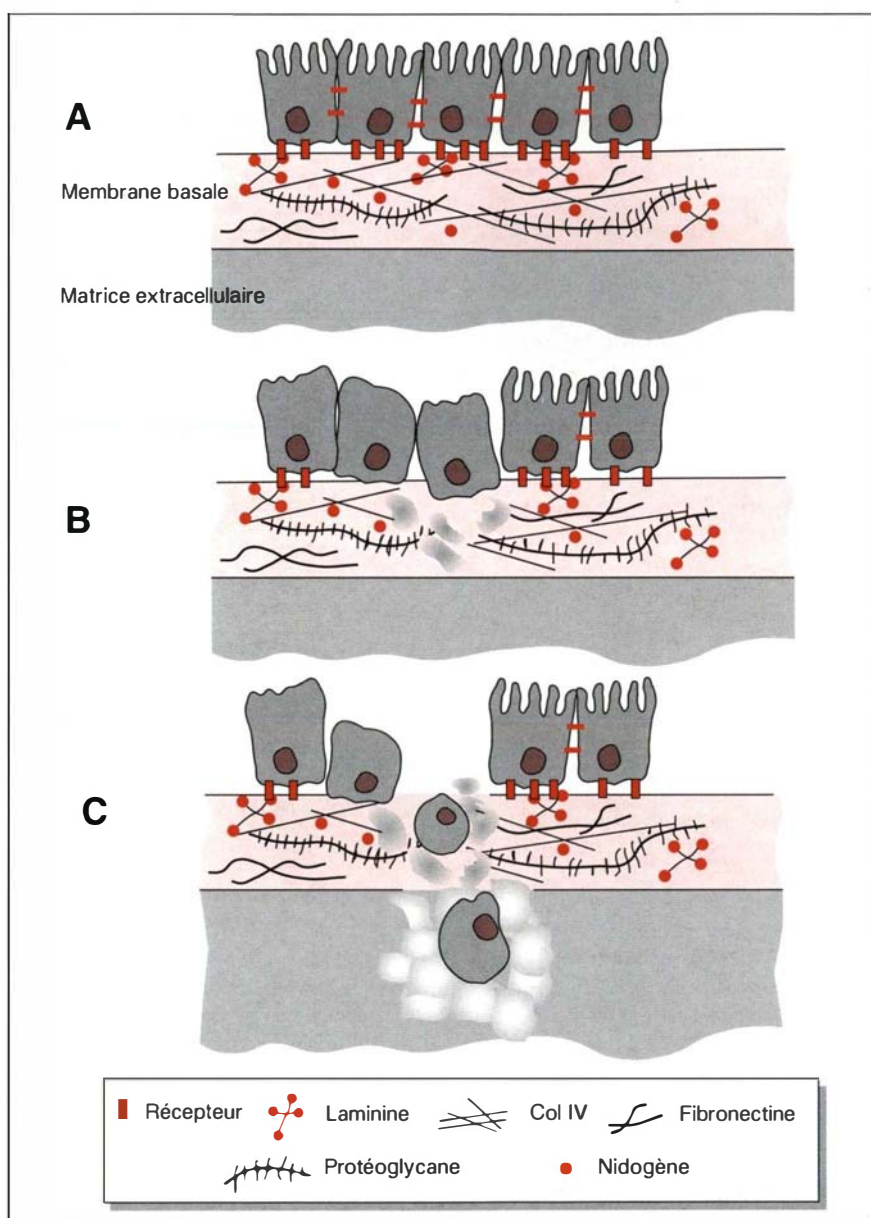 A
Membrane basale
Matrice extracellulaire
B
C
Récepteur Laminine Col IV Fibronectine
Protéoglycane Nidogène